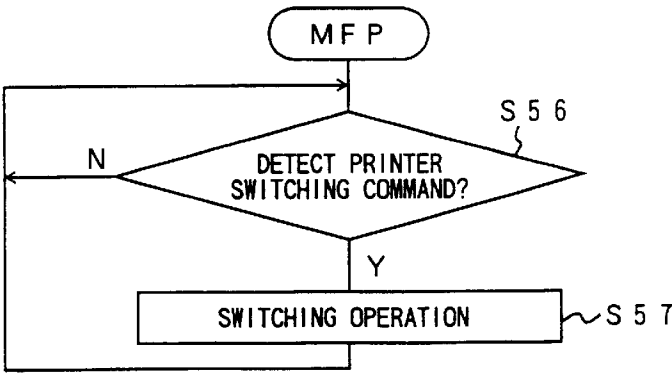 MFP
S56
N
DETECT PRINTER
SWITCHING COMMAND?
Y
SWITCHING OPERATION
S57